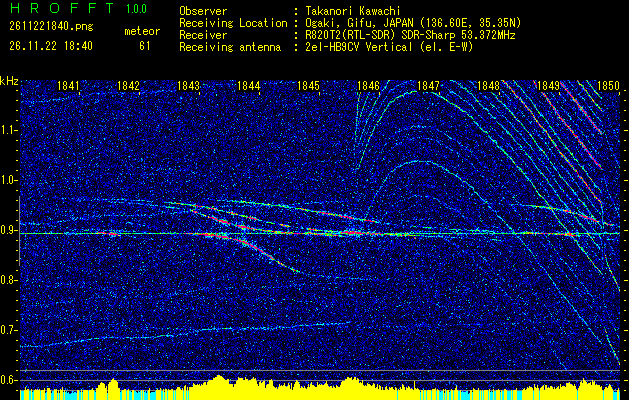 H R O F F T 1.0.0
2611221840.png
26.11.22 18:40
meteor
61
Observer : Takanori Kawachi
Receiving Location : Ogaki, Gifu, JAPAN (136.60E, 35.35N)
Receiver : R820T2(RTL-SDR) SDR-Sharp 53.372MHz
Receiving antenna : 2el-HB9CV Vertical (el. E-W)
kHz
1841 1842 1843 1844 1845 1846 1847 1848 1849 1850
1.1
1.0
0.9
0.8
0.7
0.6